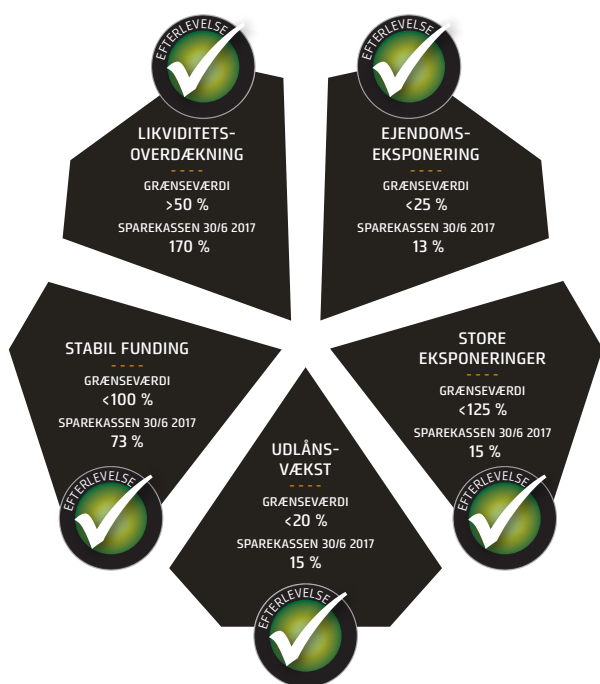 EFTERLEVELSE
LIKVIDITETS-
OVERDÆKNING
GRÆNSEVÆRDI
>50 %
SPAREKASSEN 30/6 2017
170 %
EFTERLEVELSE
EJENDOMS-
EKSPONERING
GRÆNSEVÆRDI
<25 %
SPAREKASSEN 30/6 2017
13 %
STABIL FUNDING
GRÆNSEVÆRDI
<100 %
SPAREKASSEN 30/6 2017
73 %
EFTERLEVELSE
STORE
EKSPONERINGER
GRÆNSEVÆRDI
<125 %
SPAREKASSEN 30/6 2017
15 %
EFTERLEVELSE
UDLÅNS-
VÆKST
GRÆNSEVÆRDI
<20 %
SPAREKASSEN 30/6 2017
15 %
EFTERLEVELSE